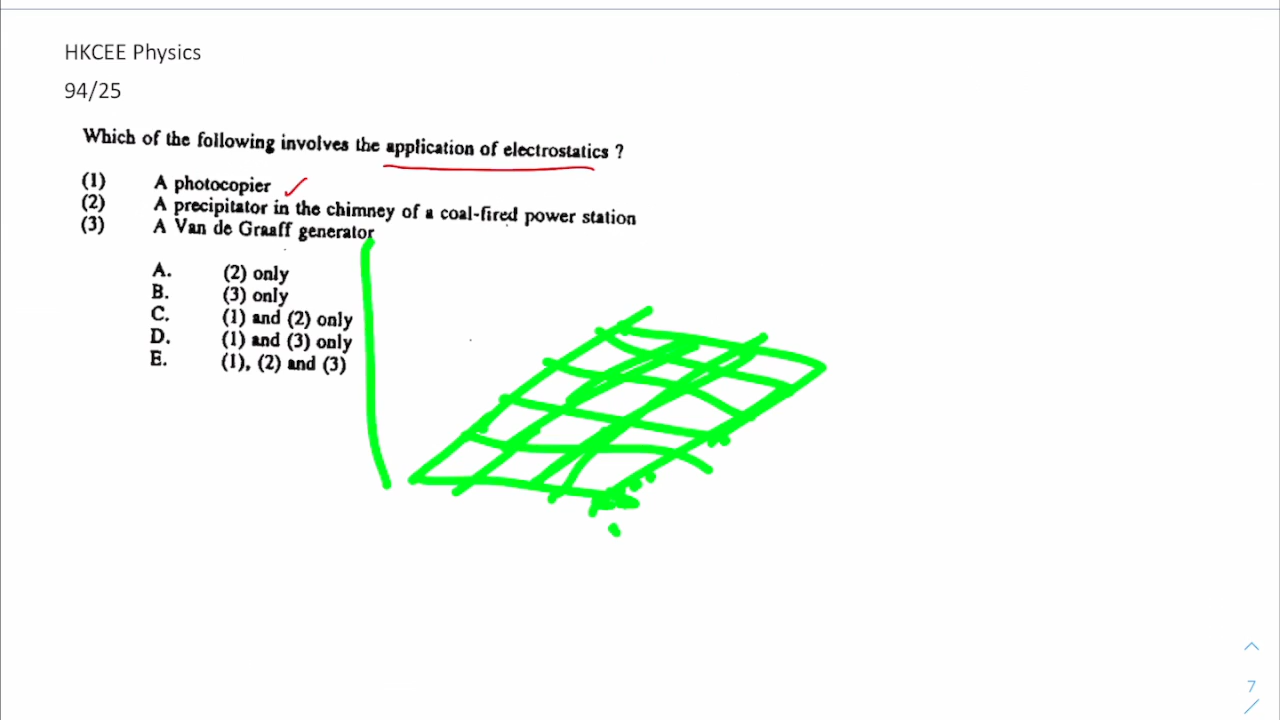 HKCEE Physics
94/25
Which of the following involves the application of electrostatics ?
(1) A photocopier
(2) A precipitator in the chimney of a coal-fired power station
(3) A Van de Graaff generator
A. (2) only
B. (3) only
C. (1) and (2) only
D. (1) and (3) only
E. (1), (2) and (3)
7